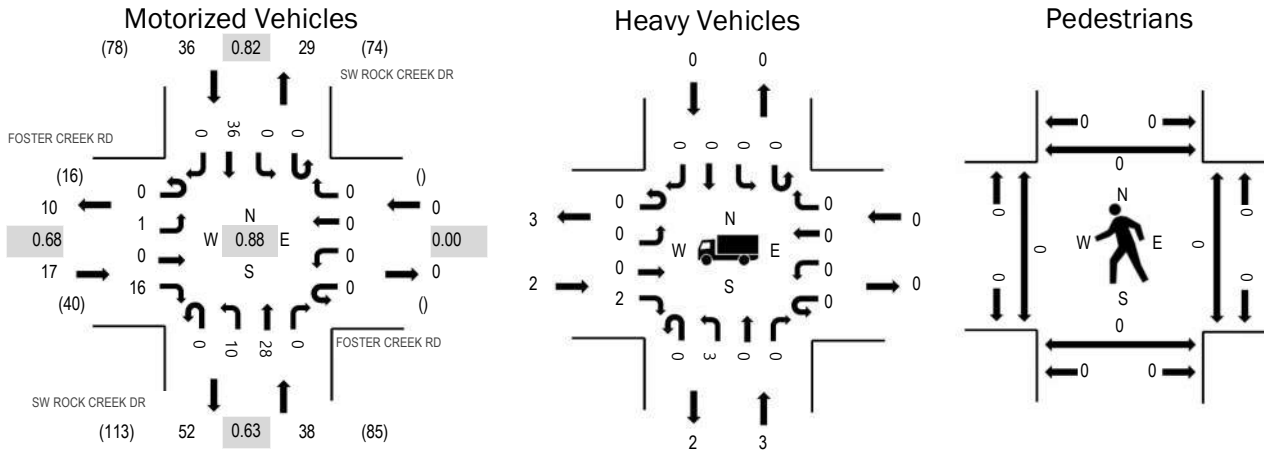 Motorized Vehicles
(78) 36 0.82 29 (74)
SW ROCK CREEK DR
0 36 0 0
FOSTER CREEK RD
(16) 0 0 ()
10 1 N 0 0
0.68 0 W 0.88 E 0 0.00
17 16 S 0 0
(40) ()
0 10 28 0
FOSTER CREEK RD
SW ROCK CREEK DR
(113) 52 0.63 38 (85)
Heavy Vehicles
0 0
0 0 0 0
0 0
3 0 N 0 0
0 W E 0
2 2 S 0 0
0 3 0 0
2 3
Pedestrians
0 0
0
N
0 0
W E
0 0
0 0
S
0
0 0